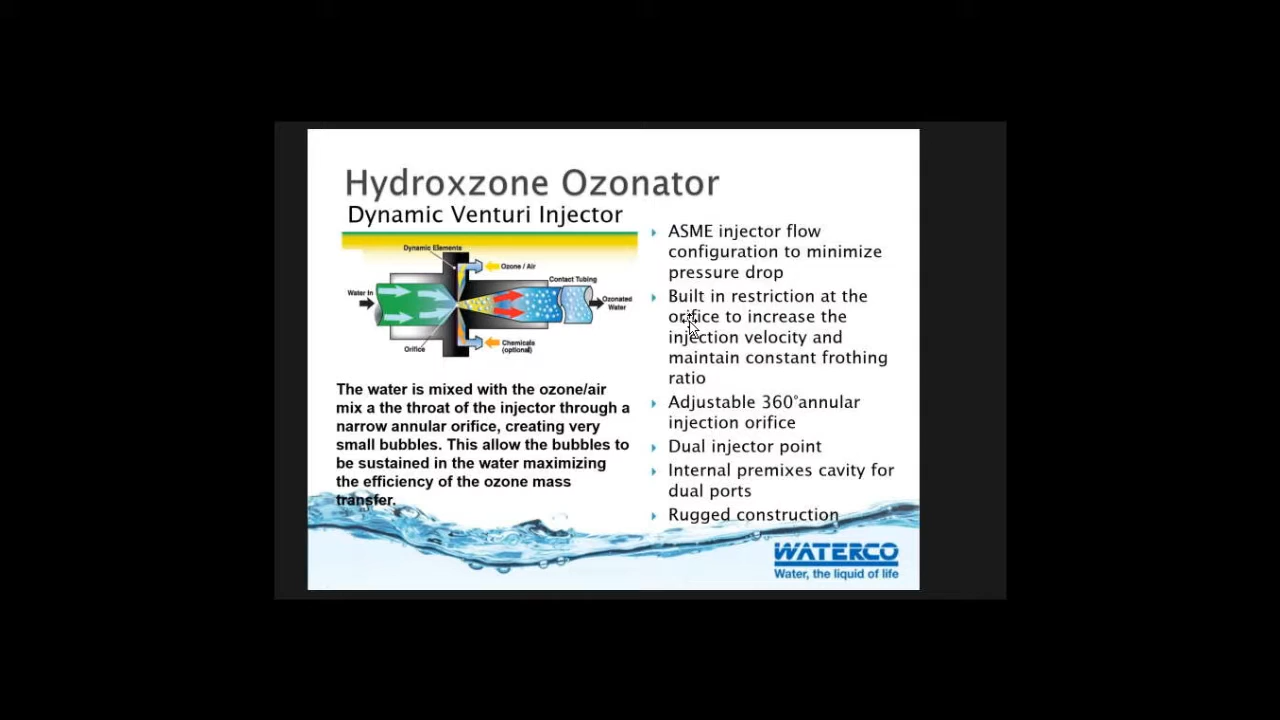 Hydroxzone Ozonator
Dynamic Venturi Injector
Dynamic Elements
Ozone / Air
Contact Tubing
Water In
Ozonated
Water
Orifice
Chemicals
(optional)
The water is mixed with the ozone/air
mix a the throat of the injector through a
narrow annular orifice, creating very
small bubbles. This allow the bubbles to
be sustained in the water maximizing
the efficiency of the ozone mass
transfer.
ASME injector flow
configuration to minimize
pressure drop
Built in restriction at the
orifice to increase the
injection velocity and
maintain constant frothing
ratio
Adjustable 360°annular
injection orifice
Dual injector point
Internal premixes cavity for
dual ports
Rugged construction
WATERCO
Water, the liquid of life